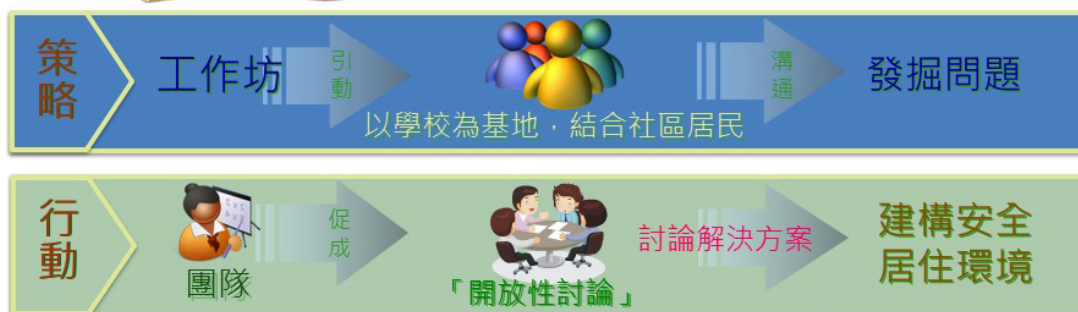 策略
工作坊
引動
以學校為基地，結合社區居民
溝通
發掘問題
行動
團隊
促成
「開放性討論」
討論解決方案
建構安全
居住環境